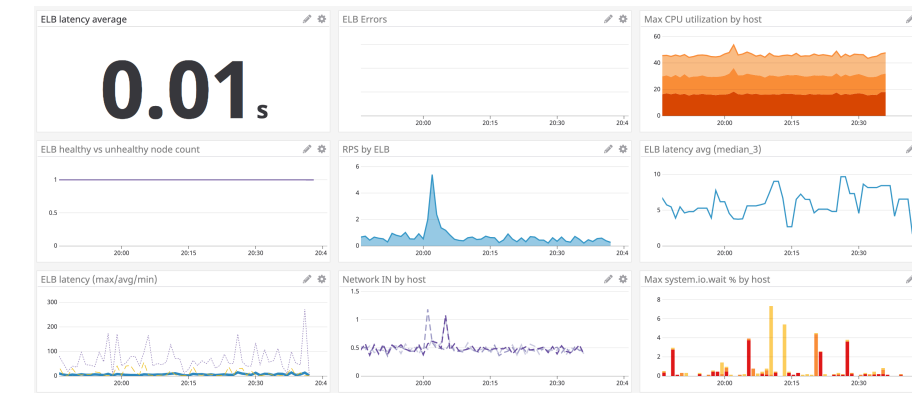 ELB latency average
0.01s
ELB Errors
20:00 20:15 20:30 20:4
Max CPU utilization by host
60
40
20
0
20:00 20:15 20:30
ELB healthy vs unhealthy node count
1
0.5
0
20:00 20:15 20:30 20:4
RPS by ELB
6
4
2
0
20:00 20:15 20:30 20:4
ELB latency avg (median_3)
10
5
0
20:00 20:15 20:30
ELB latency (max/avg/min)
300
200
100
0
20:00 20:15 20:30 20:4
Network IN by host
1.5
1
0.5
0
20:00 20:15 20:30 20:4
Max system.io.wait % by host
8
6
4
2
0
20:00 20:15 20:30